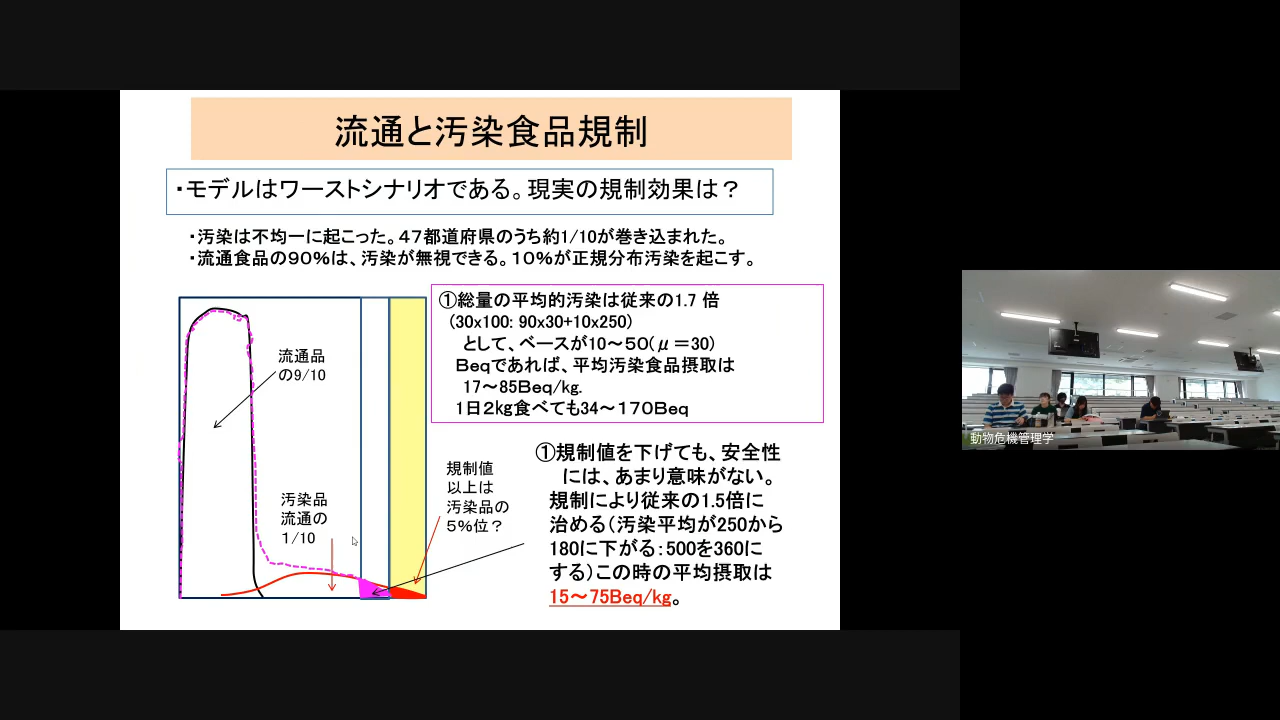 流通と汚染食品規制
・モデルはワーストシナリオである。現実の規制効果は？
・汚染は不均一に起こった。４７都道府県のうち約1/10が巻き込まれた。
・流通食品の９０％は、汚染が無視できる。１０％が正規分布汚染を起こす。
①総量の平均的汚染は従来の1.7 倍
(30x100: 90x30+10x250)
として、ベースが10～５０(μ＝30)
Ｂeqであれば、平均汚染食品摂取は
17～85Ｂeq/kg.
1日２kg食べても34～１７０Ｂeq
流通品
の9/10
汚染品
流通の
1/10
規制値
以上は
汚染品の
５％位？
①規制値を下げても、安全性
には、あまり意味がない。
規制により従来の1.5倍に
治める（汚染平均が250から
180に下がる：500を360に
する）この時の平均摂取は
15～75Beq/kg。
動物危機管理学